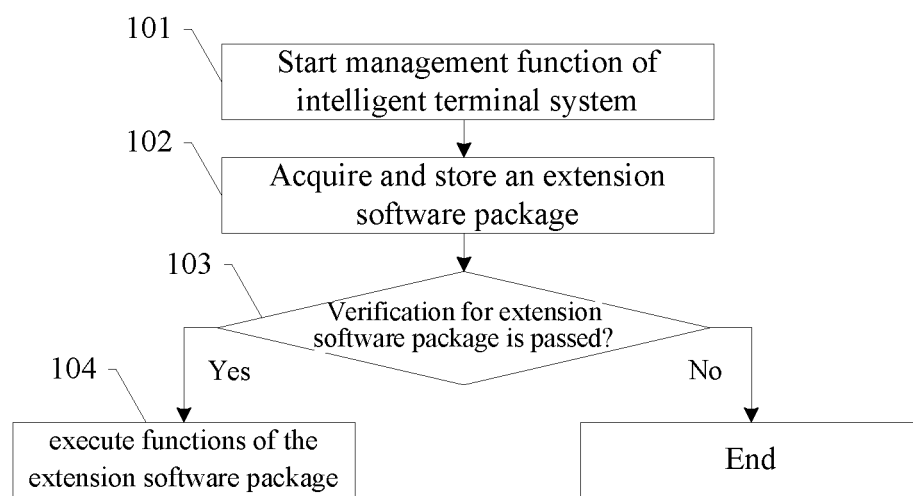 101
Start management function of
intelligent terminal system
102
Acquire and store an extension
software package
103
Verification for extension
software package is passed?
Yes
No
104
execute functions of the
extension software package
End